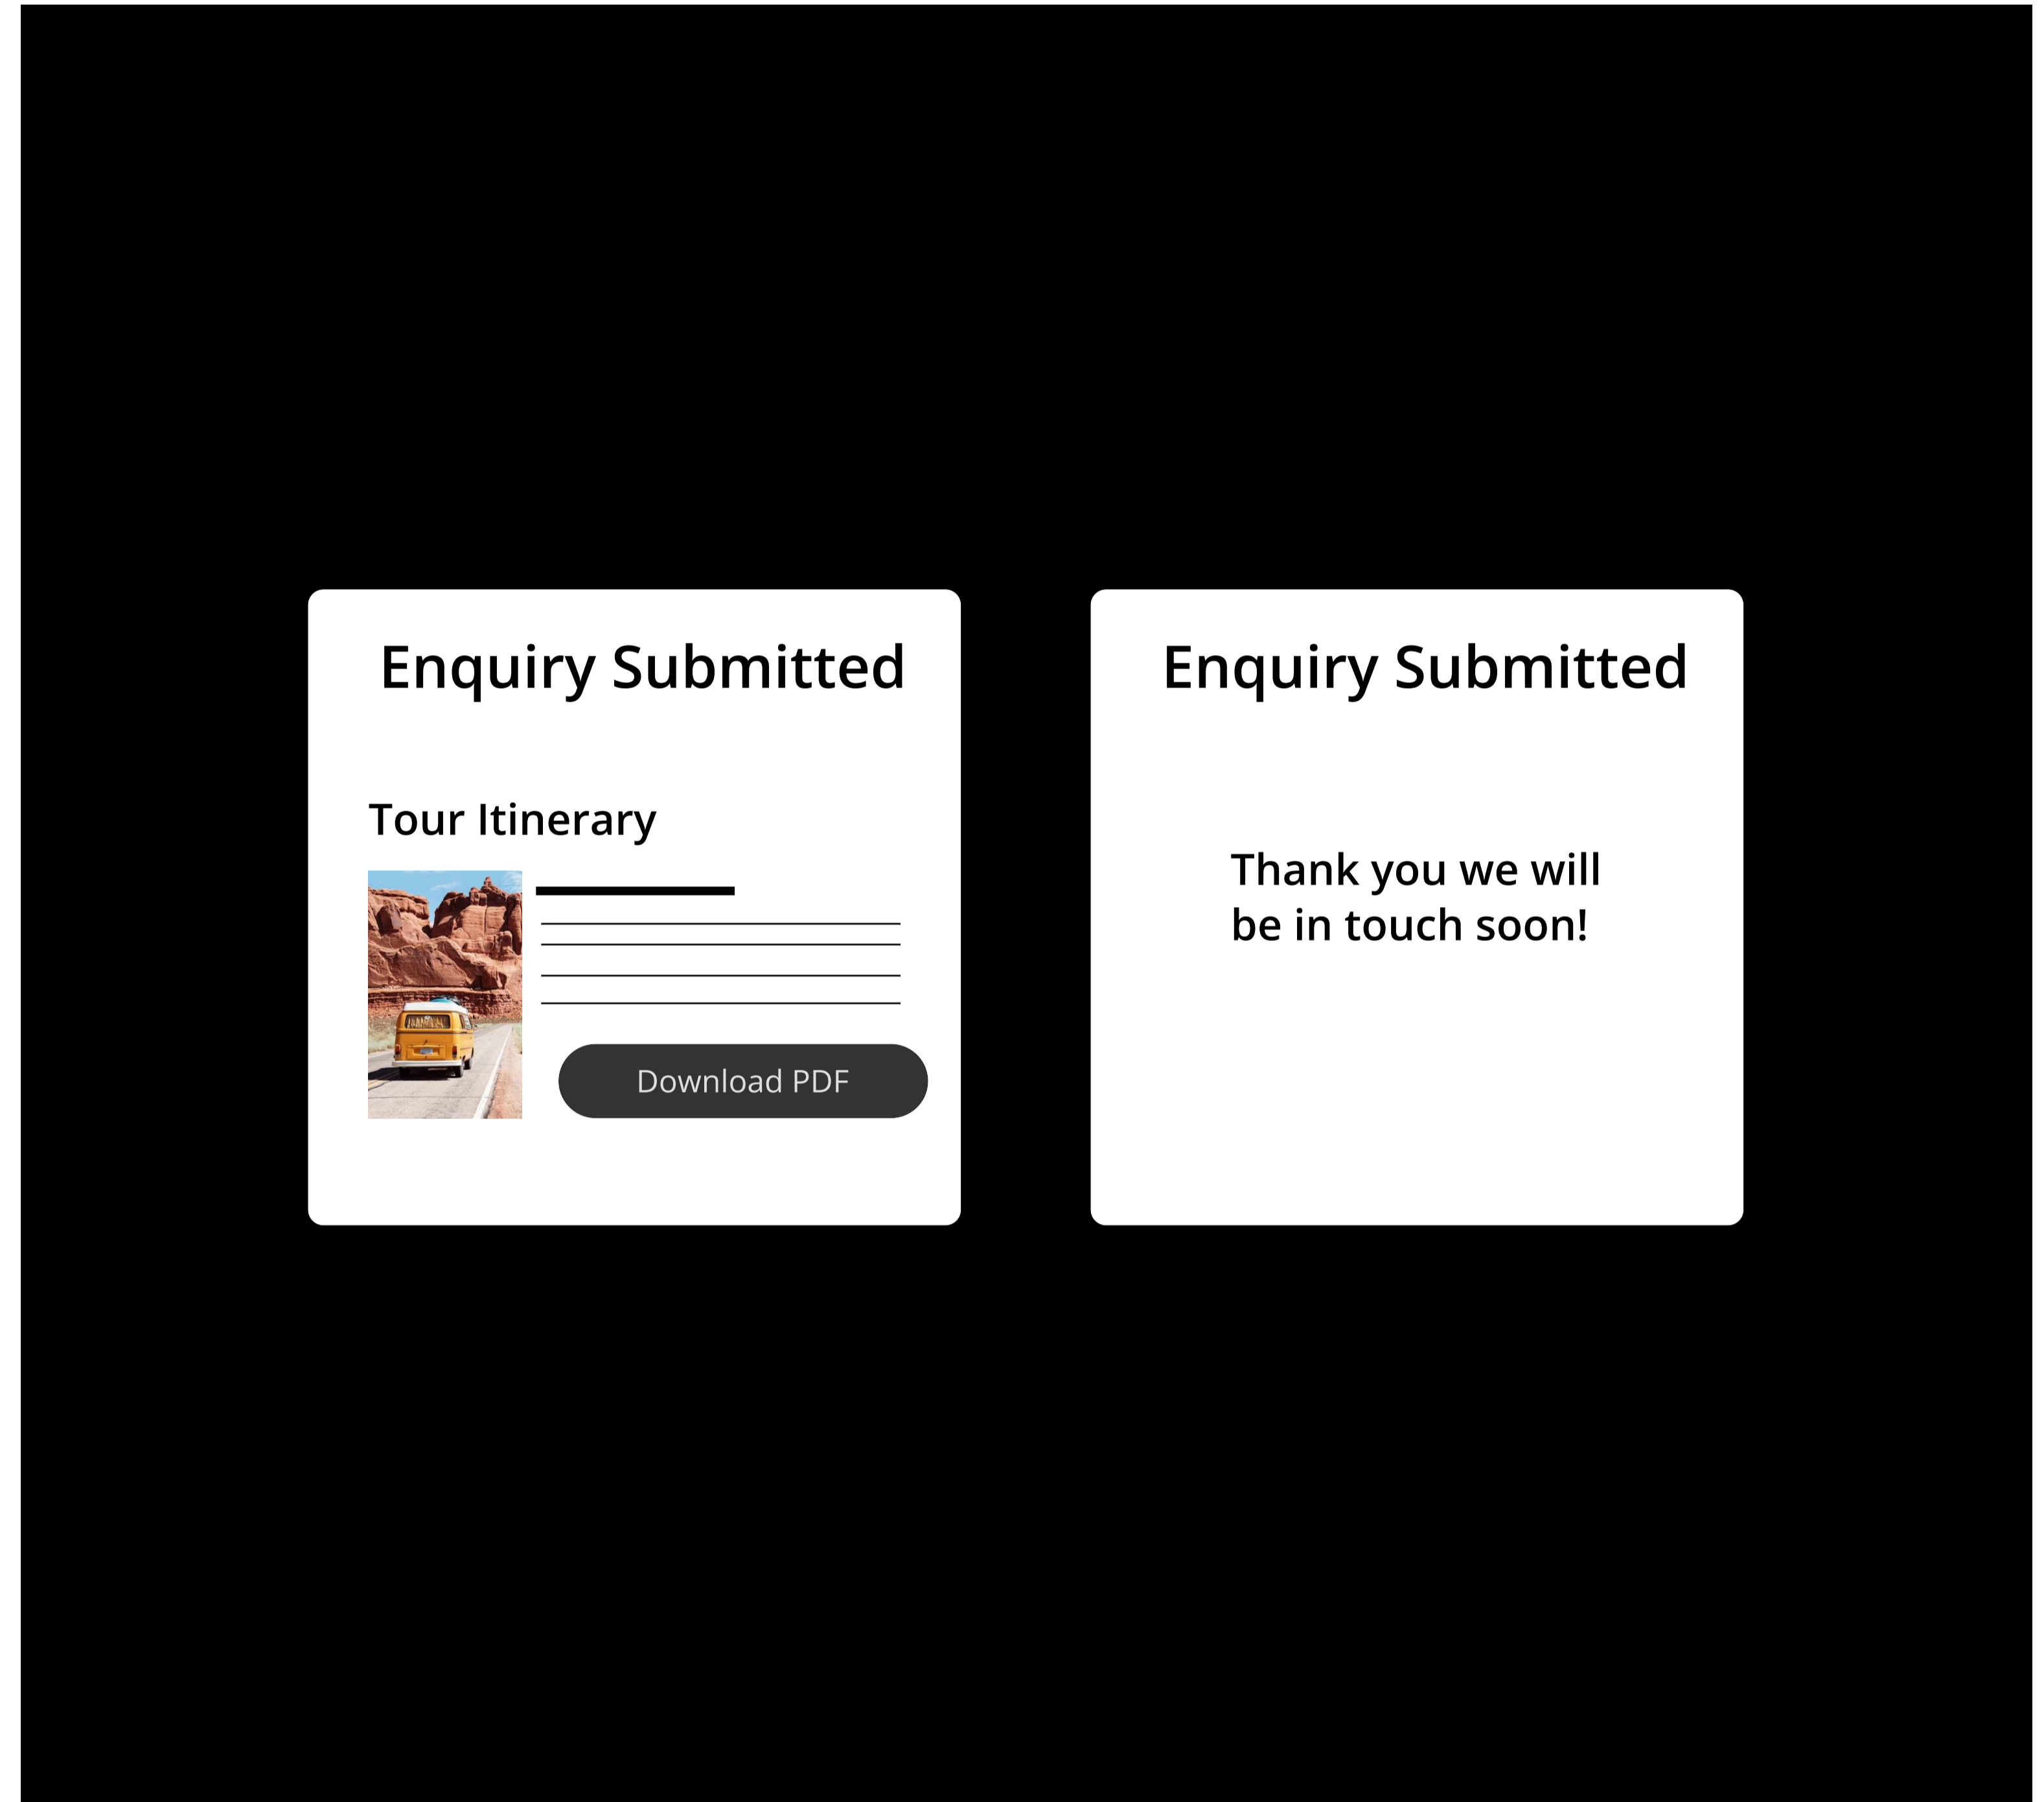 Enquiry Submitted
Tour Itinerary
Download PDF
Enquiry Submitted
Thank you we will
be in touch soon!